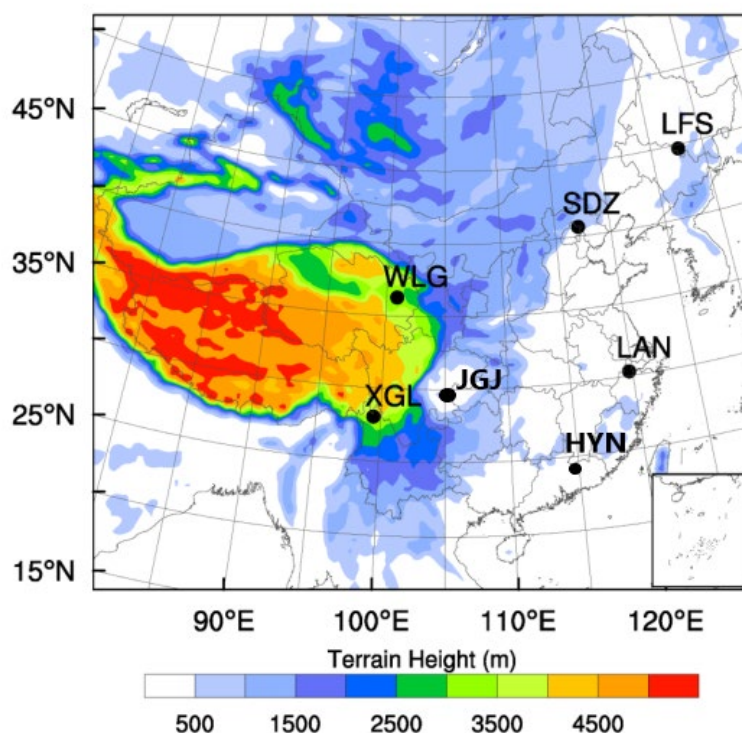 45°N
LFS
SDZ
35°N
WLG
LAN
XGL
JGJ
25°N
HYN
15°N
90°E 100°E 110°E 120°E
Terrain Height (m)
500 1500 2500 3500 4500